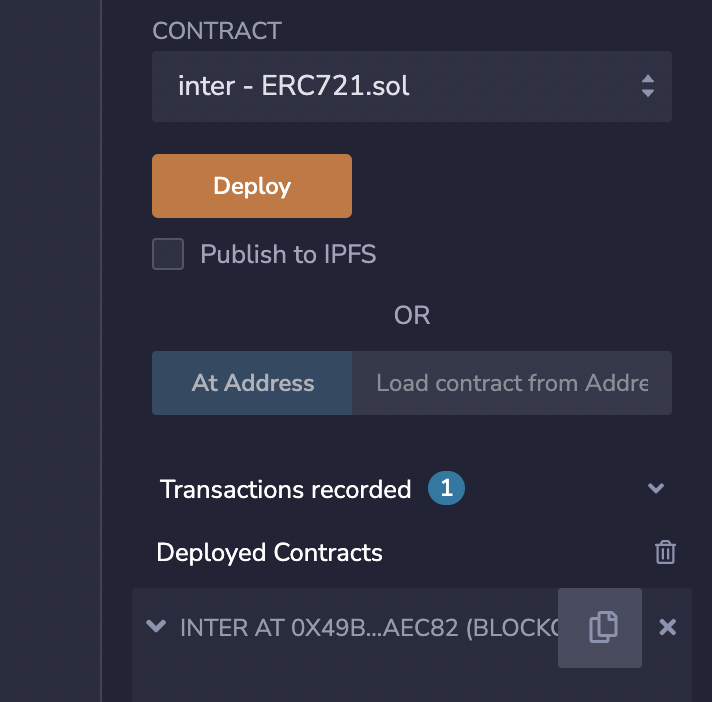 CONTRACT
inter - ERC721.sol
Deploy
Publish to IPFS
OR
At Address
Load contract from Addre
Transactions recorded 1
Deployed Contracts
INTER AT 0X49B...AEC82 (BLOCKC